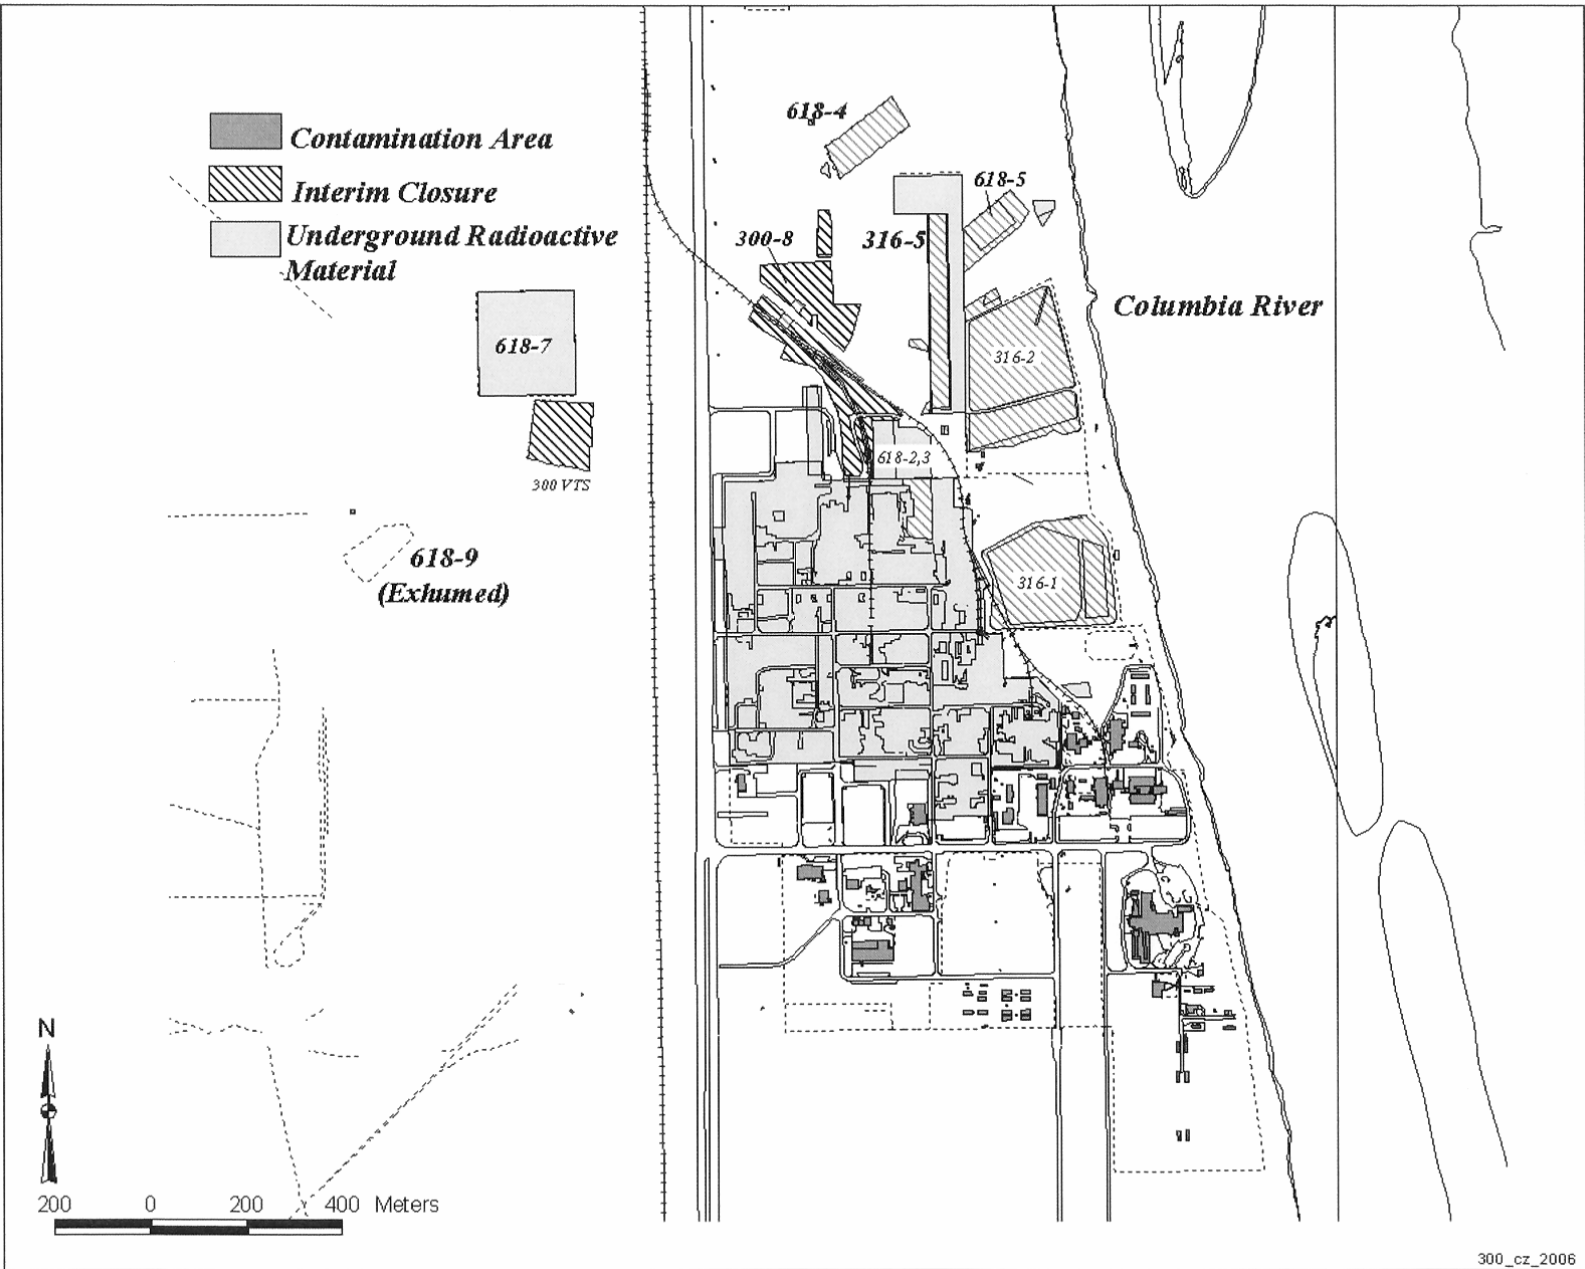 618-4
Contamination Area
618-5
Interim Closure
Underground Radioactive
Material
300-8
316-5
Columbia River
618-7
316-2
618-2,3
300 VTS
618-9
(Exhumed)
316-1
N
200 0 200 400 Meters
300_cz_2006